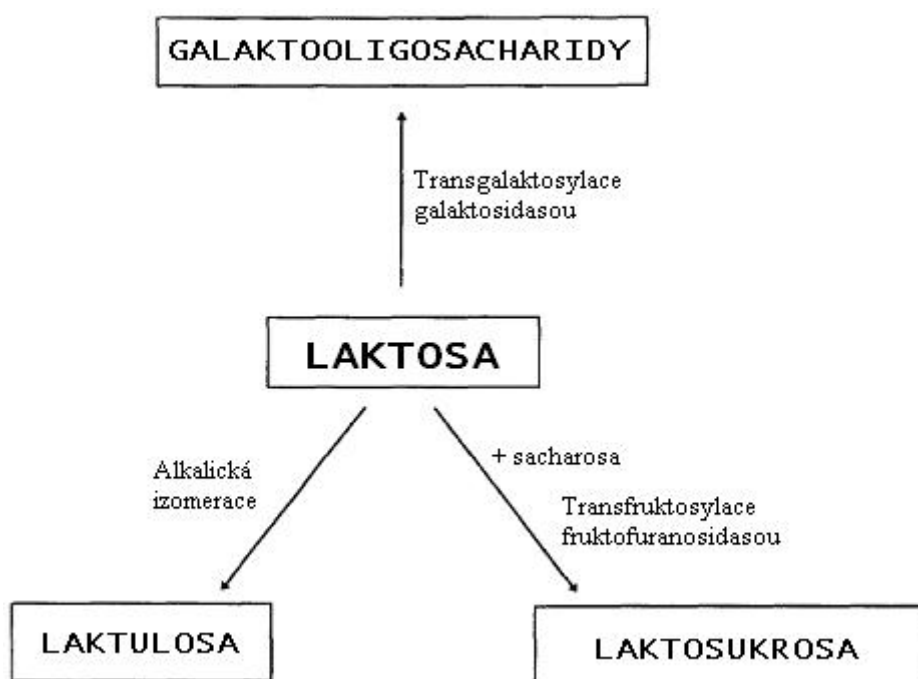 GALAKTOOLIGOSACHARIDY
Transgalaktosylace
galaktosidasou
LAKTOSA
Alkalická
izomerace
+ sacharosa
Transfruktosylace
fruktofuranosidasou
LAKTULOSA
LAKTOSUKROSA